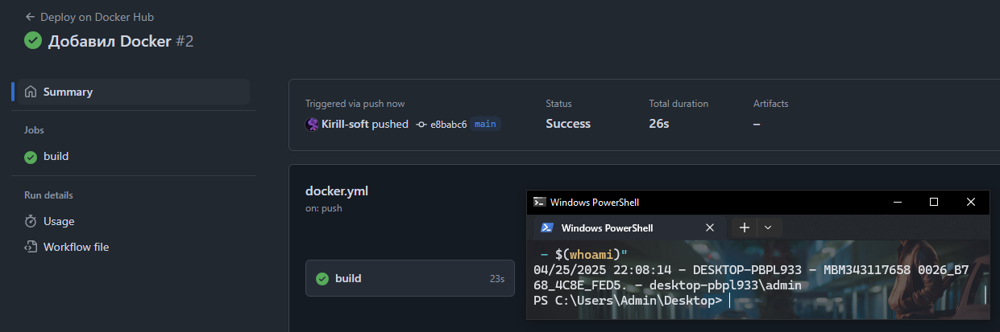 ← Deploy on Docker Hub
Добавил Docker #2
Summary
Jobs
build
Run details
Usage
Workflow file
Triggered via push now
Kirill-soft pushed e8babc6 main
Status
Success
Total duration
26s
Artifacts
–
docker.yml
on: push
build 23s
Windows PowerShell
Windows PowerShell
- $(whoami)"
04/25/2025 22:08:14 - DESKTOP-PBPL933 - MBM343117658 0026_B7
68_4C8E_FED5. - desktop-pbpl933\admin
PS C:\Users\Admin\Desktop>